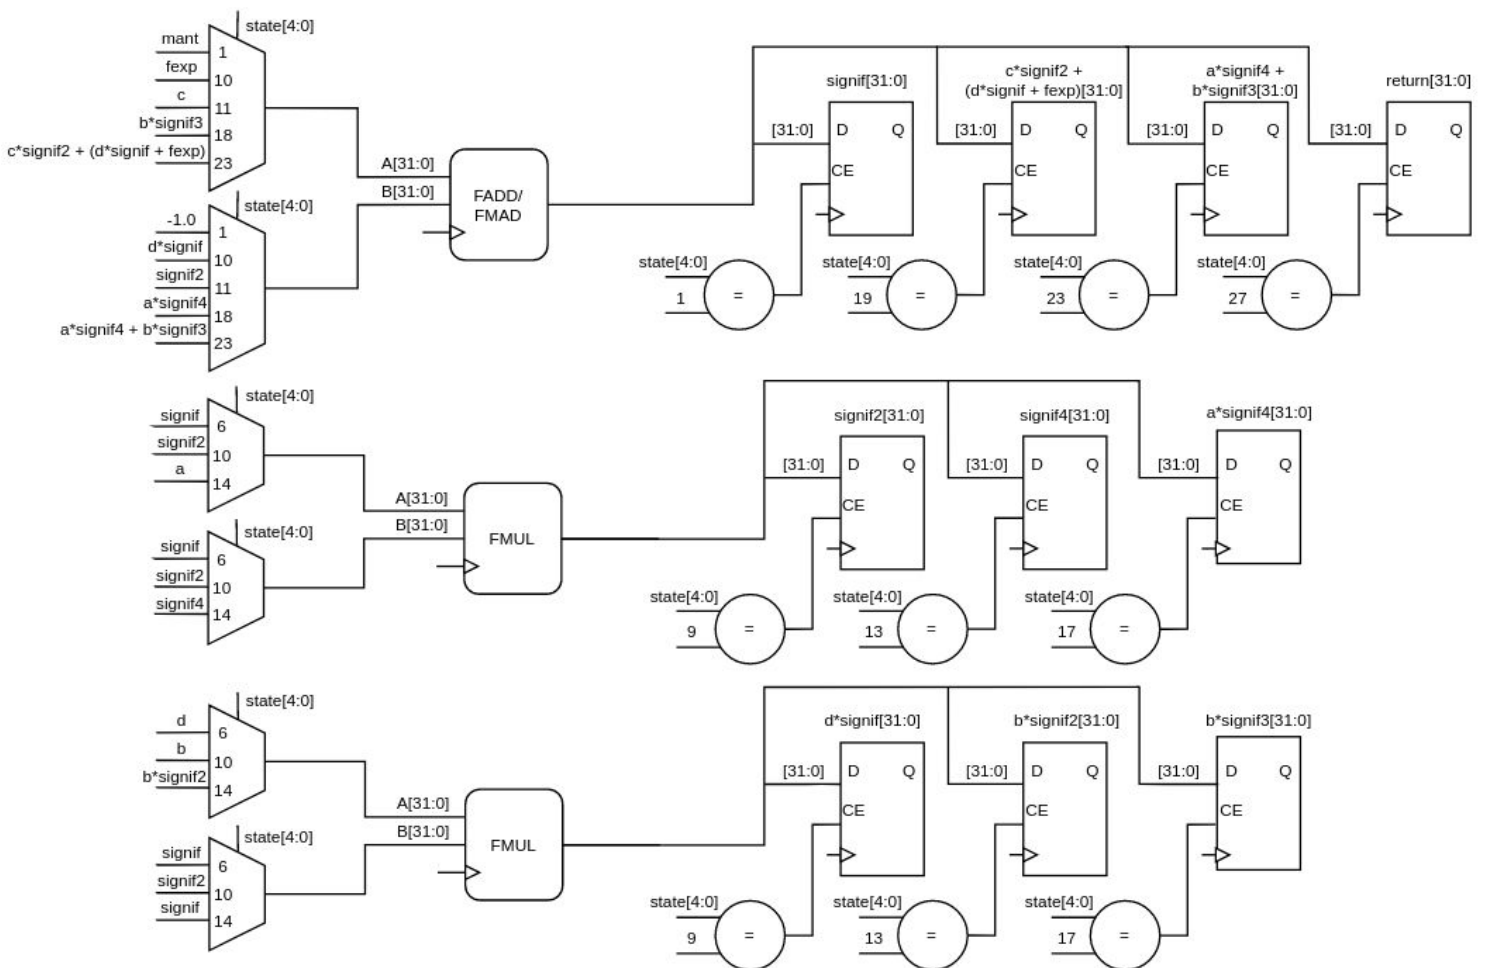 state[4:0]
mant
1
fexp
10
c
11
b*signif3
18
c*signif2 + (d*signif + fexp)
23
state[4:0]
-1.0
1
d*signif
10
signif2
11
a*signif4
18
a*signif4 + b*signif3
23
A[31:0]
B[31:0]
FADD/
FMAD
signif[31:0]
[31:0]
D
Q
CE
state[4:0]
1
=
c*signif2 +
(d*signif + fexp)[31:0]
[31:0]
D
Q
CE
state[4:0]
19
=
a*signif4 +
b*signif3[31:0]
[31:0]
D
Q
CE
state[4:0]
23
=
return[31:0]
[31:0]
D
Q
CE
state[4:0]
27
=
state[4:0]
signif
6
signif2
10
a
14
state[4:0]
signif
6
signif2
10
signif4
14
A[31:0]
B[31:0]
FMUL
signif2[31:0]
[31:0]
D
Q
CE
state[4:0]
9
=
signif4[31:0]
[31:0]
D
Q
CE
state[4:0]
13
=
a*signif4[31:0]
[31:0]
D
Q
CE
state[4:0]
17
=
state[4:0]
d
6
b
10
b*signif2
14
state[4:0]
signif
6
signif2
10
signif
14
A[31:0]
B[31:0]
FMUL
d*signif[31:0]
[31:0]
D
Q
CE
state[4:0]
9
=
b*signif2[31:0]
[31:0]
D
Q
CE
state[4:0]
13
=
b*signif3[31:0]
[31:0]
D
Q
CE
state[4:0]
17
=